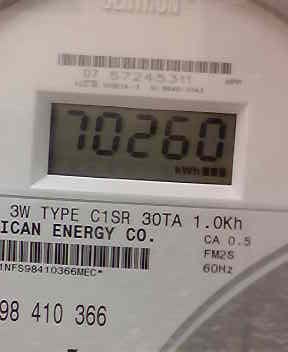 07 57245311
70260
kWh
3W TYPE C1SR 30TA 1.0Kh
ICAN ENERGY CO.
CA 0.5
FM2S
60Hz
1NFS98410366MEC*
98 410 366